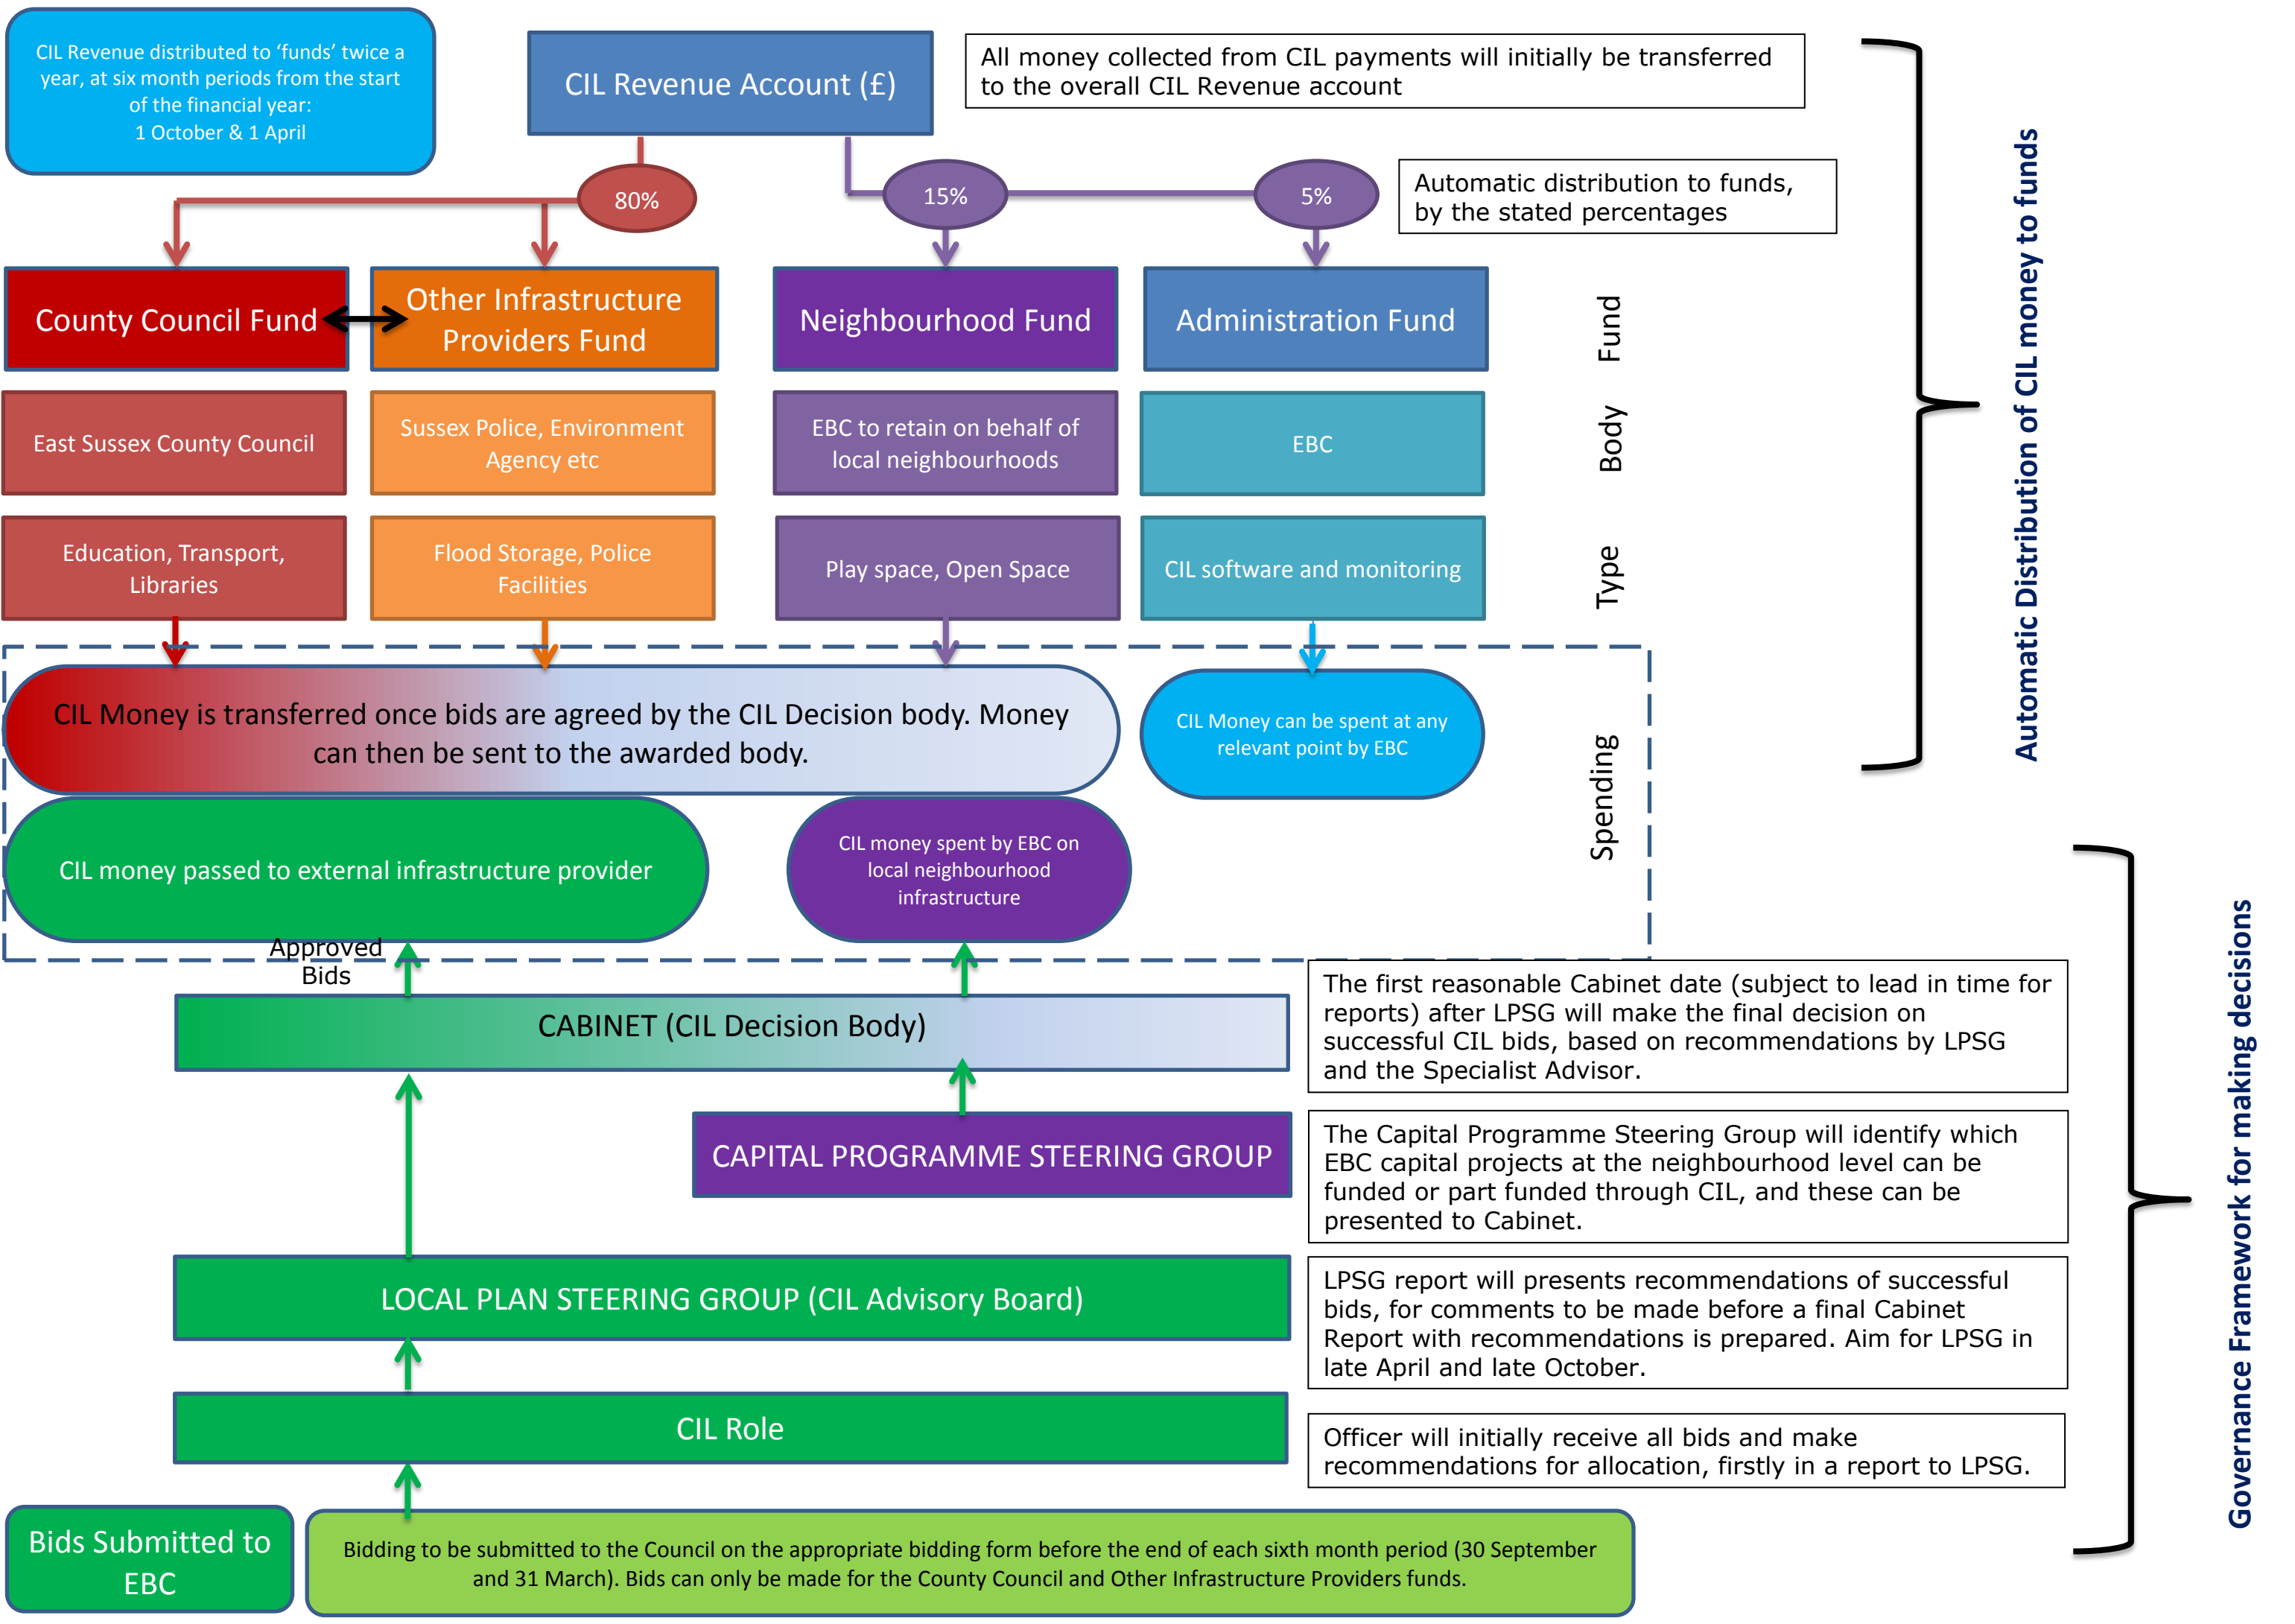 CIL Revenue distributed to ‘funds’ twice a
year, at six month periods from the start
of the financial year:
1 October & 1 April
CIL Revenue Account (£)
All money collected from CIL payments will initially be transferred
to the overall CIL Revenue account
80%
15%
5%
Automatic distribution to funds,
by the stated percentages
County Council Fund
Other Infrastructure
Providers Fund
Neighbourhood Fund
Administration Fund
Fund
East Sussex County Council
Sussex Police, Environment
Agency etc
EBC to retain on behalf of
local neighbourhoods
EBC
Body
Education, Transport,
Libraries
Flood Storage, Police
Facilities
Play space, Open Space
CIL software and monitoring
Type
Automatic Distribution of CIL money to funds
CIL Money is transferred once bids are agreed by the CIL Decision body. Money
can then be sent to the awarded body.
CIL Money can be spent at any
relevant point by EBC
Spending
CIL money passed to external infrastructure provider
CIL money spent by EBC on
local neighbourhood
infrastructure
Approved
Bids
CABINET (CIL Decision Body)
The first reasonable Cabinet date (subject to lead in time for
reports) after LPSG will make the final decision on
successful CIL bids, based on recommendations by LPSG
and the Specialist Advisor.
CAPITAL PROGRAMME STEERING GROUP
The Capital Programme Steering Group will identify which
EBC capital projects at the neighbourhood level can be
funded or part funded through CIL, and these can be
presented to Cabinet.
LOCAL PLAN STEERING GROUP (CIL Advisory Board)
LPSG report will presents recommendations of successful
bids, for comments to be made before a final Cabinet
Report with recommendations is prepared. Aim for LPSG in
late April and late October.
CIL Role
Officer will initially receive all bids and make
recommendations for allocation, firstly in a report to LPSG.
Governance Framework for making decisions
Bids Submitted to
EBC
Bidding to be submitted to the Council on the appropriate bidding form before the end of each sixth month period (30 September
and 31 March). Bids can only be made for the County Council and Other Infrastructure Providers funds.